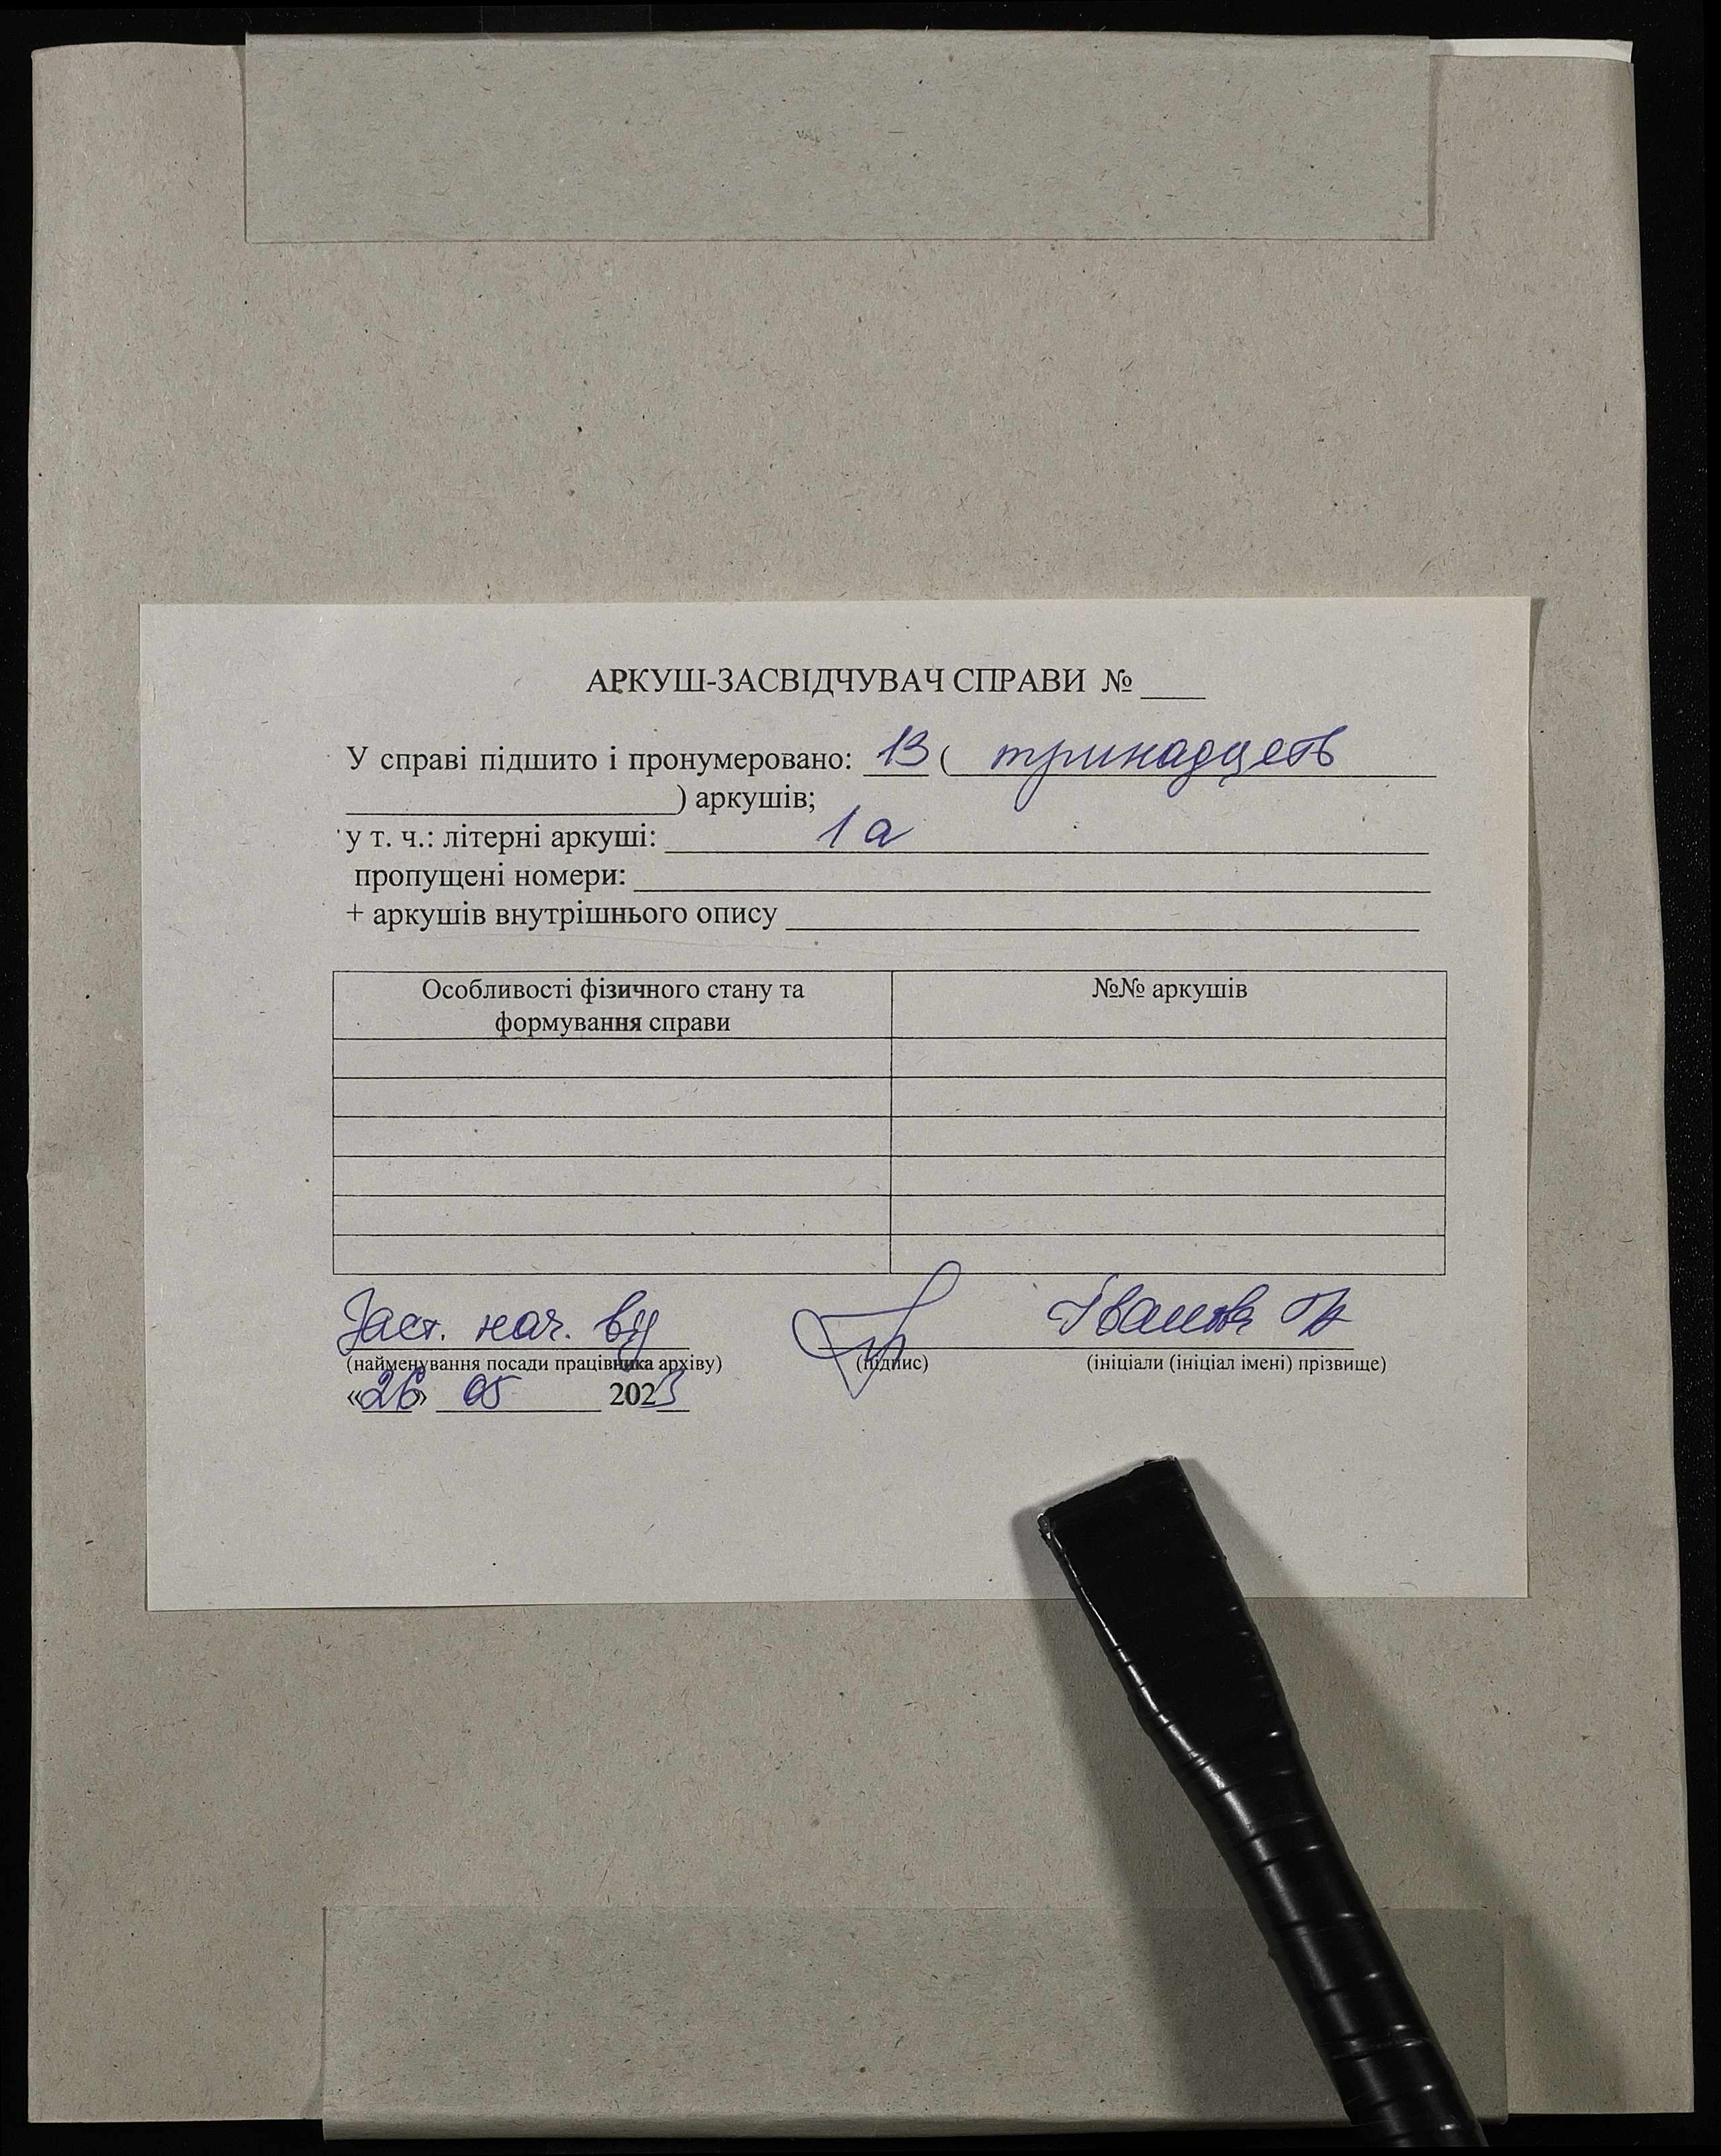 АРКУШ-ЗАСВІДЧУВАЧ СПРАВИ № ____
У справі підшито і пронумеровано: 13 ( тринадцять
) аркушів;
у т. ч.: літерні аркуші: 1а
пропущені номери:
+ аркушів внутрішнього опису
Особливості фізичного стану та формування справи
№№ аркушів
Заст. нач. від
(найменування посади працівника архіву) (підпис) (ініціали (ініціал імені) прізвище)
«26» 05 2023